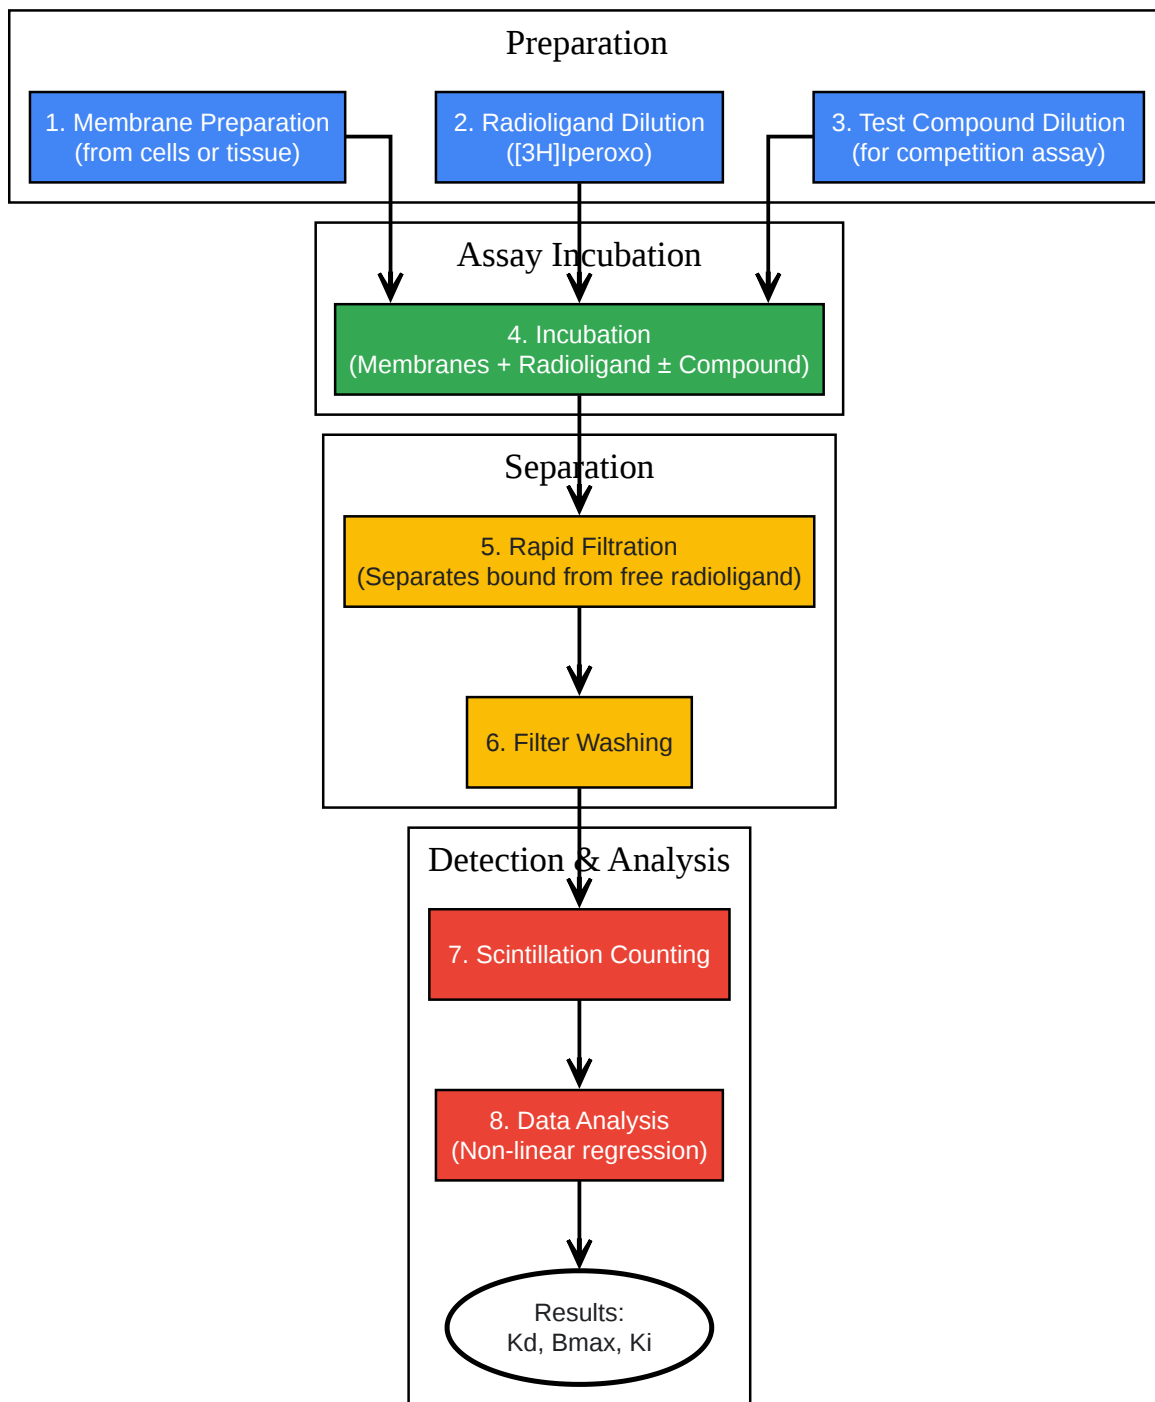 Preparation
1. Membrane Preparation
(from cells or tissue)
2. Radioligand Dilution
([3H]Iperoxo)
3. Test Compound Dilution
(for competition assay)
Assay Incubation
4. Incubation
(Membranes + Radioligand ± Compound)
Separation
5. Rapid Filtration
(Separates bound from free radioligand)
6. Filter Washing
Detection & Analysis
7. Scintillation Counting
8. Data Analysis
(Non-linear regression)
Results:
Kd, Bmax, Ki